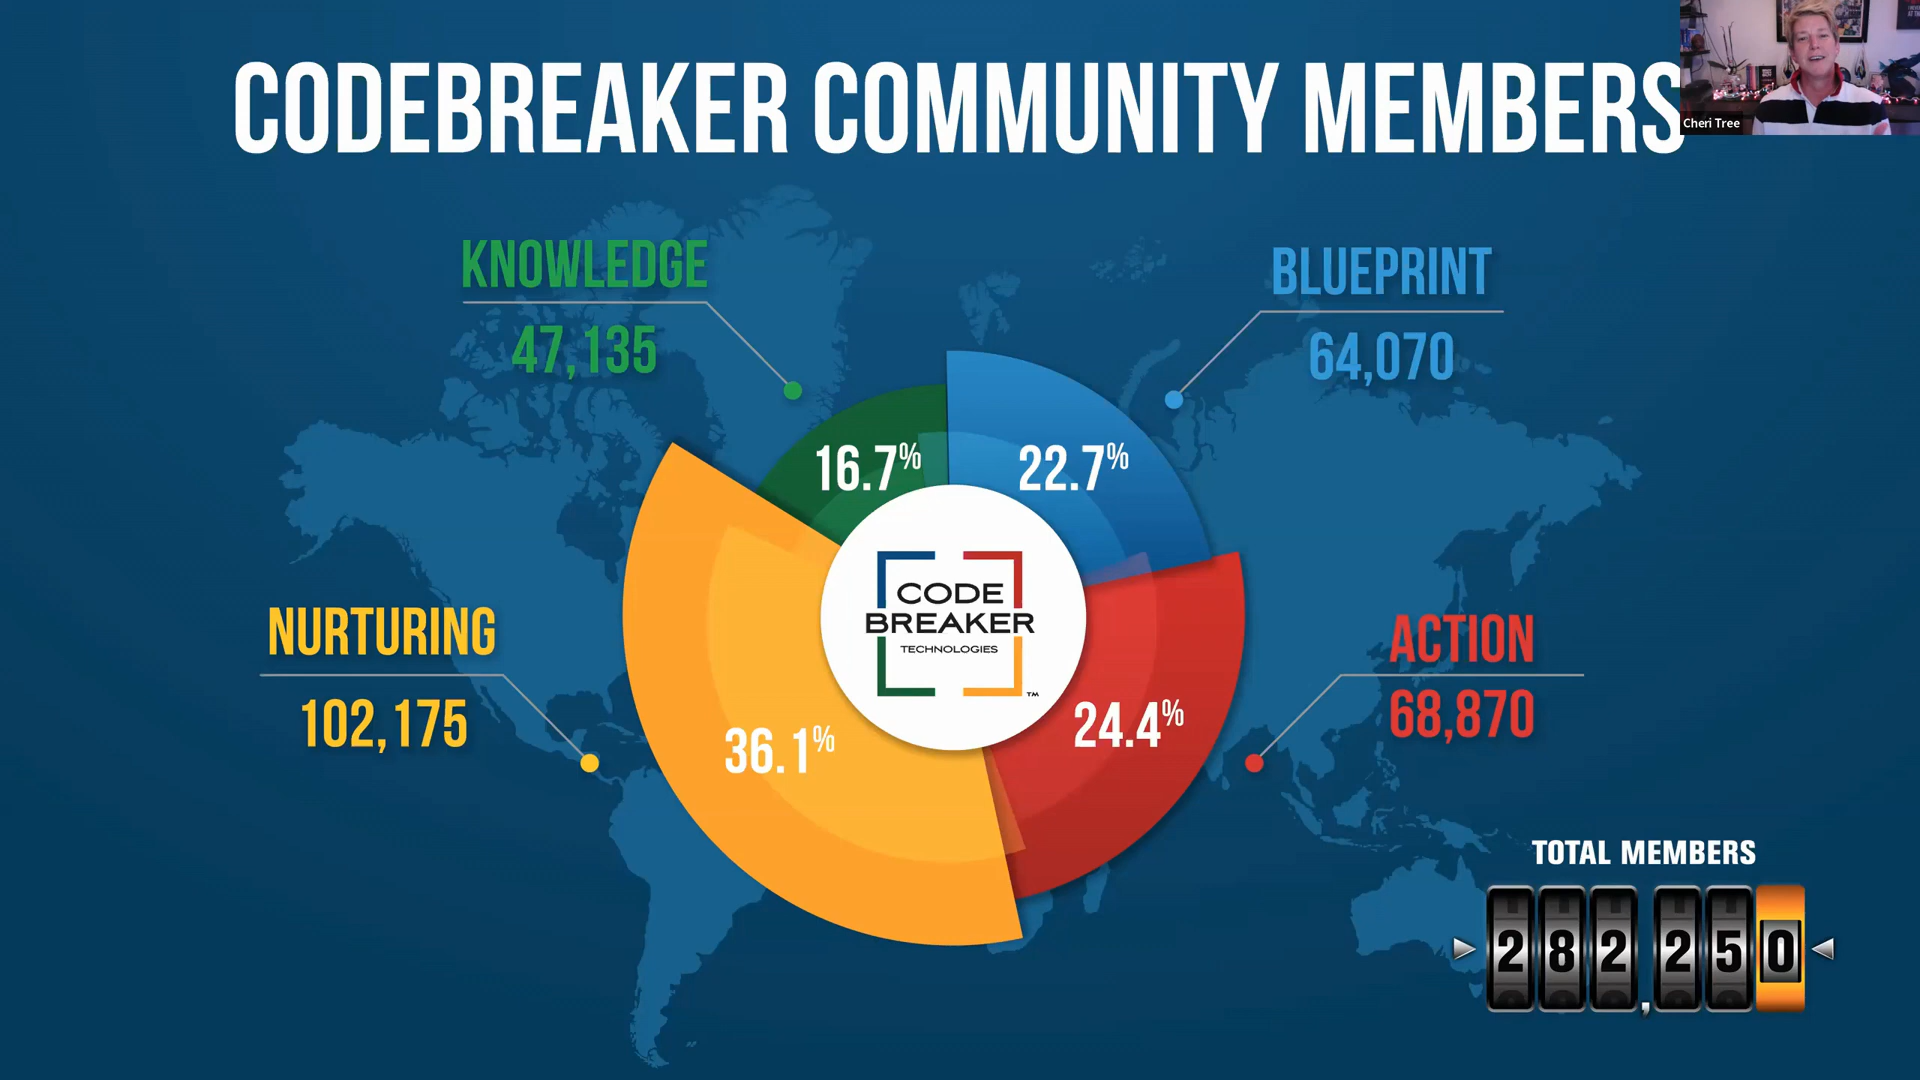 CODEBREAKER COMMUNITY MEMBERS
Cheri Tree
KNOWLEDGE
47,135
BLUEPRINT
64,070
16.7%
22.7%
CODE
BREAKER
TECHNOLOGIES
™
NURTURING
102,175
ACTION
68,870
36.1%
24.4%
TOTAL MEMBERS
282,250